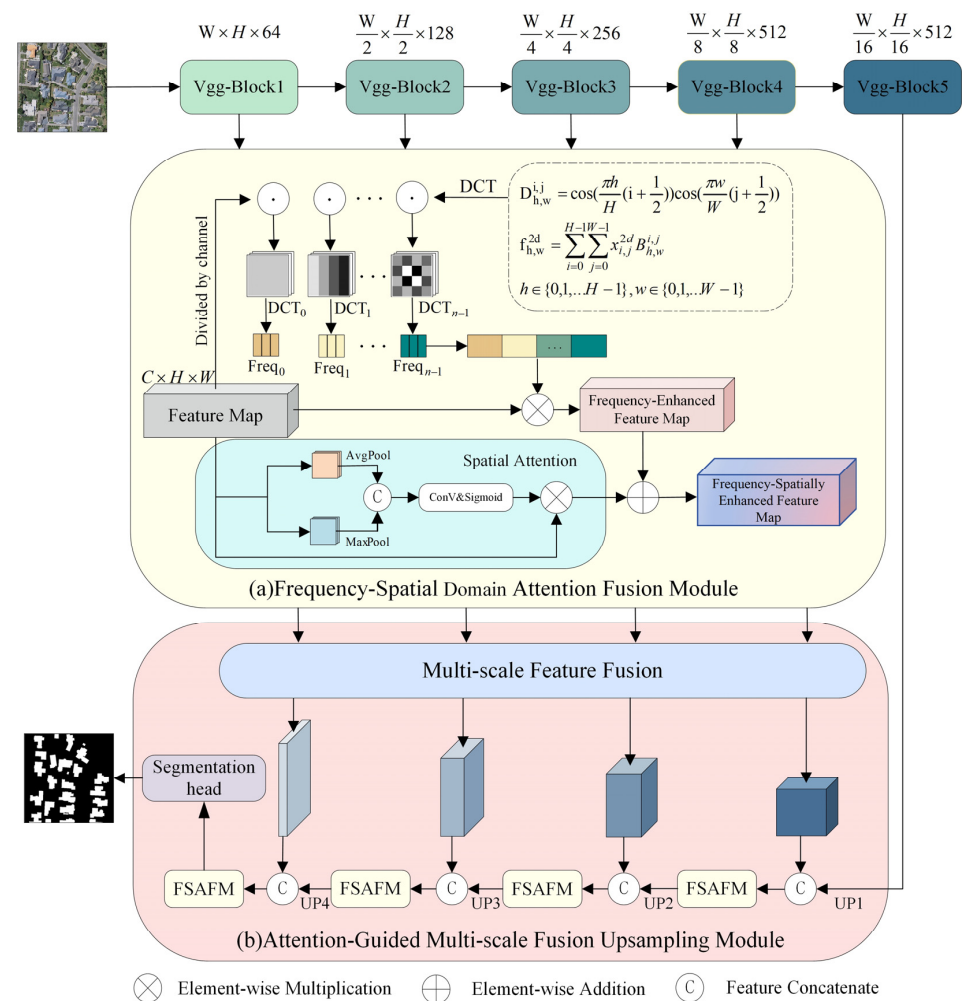 W × H × 64
W/2 × H/2 × 128
W/4 × H/4 × 256
W/8 × H/8 × 512
W/16 × H/16 × 512
Vgg-Block1
Vgg-Block2
Vgg-Block3
Vgg-Block4
Vgg-Block5
Divided by channel
· · ·
DCT
D_{h,w}^{i,j} = cos(πh/H (i + 1/2))cos(πw/W (j + 1/2))
f_{h,w}^{2d} = ∑_{i=0}^{H-1} ∑_{j=0}^{W-1} x_{i,j}^{2d} B_{h,w}^{i,j}
h ∈ {0,1,…H −1}, w ∈ {0,1,…W −1}
· · ·
DCT₀
DCT₁
DCTₙ₋₁
· · ·
· · ·
Freq₀
Freq₁
Freqₙ₋₁
C × H × W
Feature Map
Frequency-Enhanced
Feature Map
AvgPool
Spatial Attention
C
ConV&Sigmoid
MaxPool
Frequency-Spatially
Enhanced Feature
Map
(a)Frequency-Spatial Domain Attention Fusion Module
Multi-scale Feature Fusion
Segmentation
head
FSAFM
C
UP4
FSAFM
C
UP3
FSAFM
C
UP2
FSAFM
C
UP1
(b)Attention-Guided Multi-scale Fusion Upsampling Module
Element-wise Multiplication
Element-wise Addition
C
Feature Concatenate